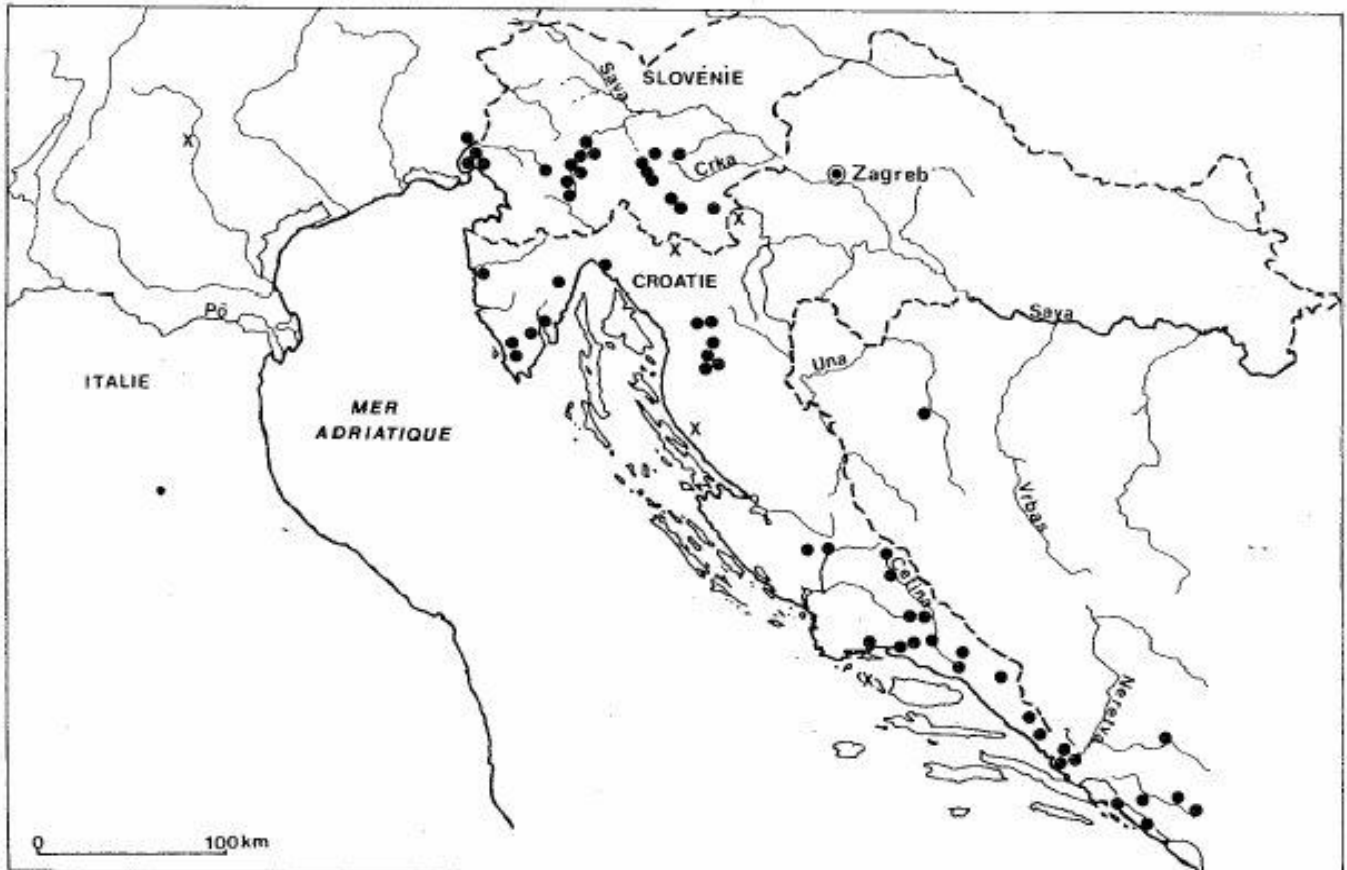 SLOVÉNIE
Sava
Crka
Zagreb
X
X
X
CROATIE
Sava
Pô
Una
ITALIE
MER
ADRIATIQUE
X
Vrbas
Cetina
X
Neretva
0 100 km